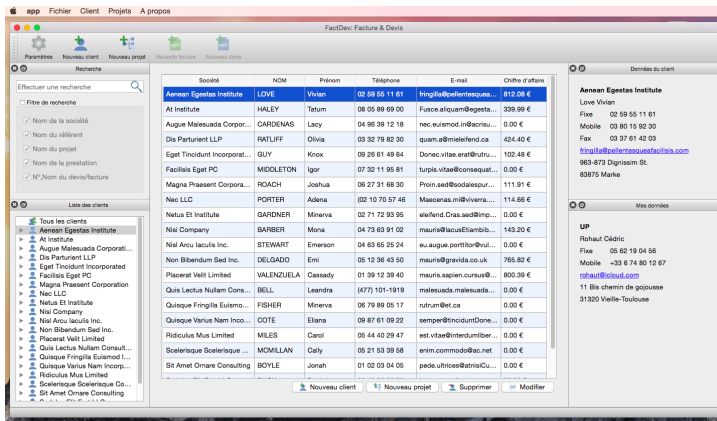 app Fichier Client Projets A propos
FactDev: Facture & Devis
Paramètres Nouveau client Nouveau projet Nouvelle facture Nouveau devis
Recherche
Effectuer une recherche
Filtre de recherche
Nom de la société
Nom du référent
Nom du projet
Nom de la prestation
N°,Nom du devis/facture
Liste des clients
Tous les clients
Aenean Egestas Institute
At Institute
Augue Malesuada Corporati...
Dis Parturient LLP
Eget Tincidunt Incorporated
Facilisis Eget PC
Magna Praesent Corporation
Nec LLC
Netus Et Institute
Nisi Company
Nisl Arcu Iaculis Inc.
Non Bibendum Sed Inc.
Placerat Velit Limited
Quis Lectus Nullam Consult...
Quisque Fringilla Euismod I...
Quisque Varius Nam Incorp...
Ridiculus Mus Limited
Scelerisque Scelerisque Co...
Sit Amet Ornare Consulting
Société NOM Prénom Téléphone E-mail Chiffre d'affaire
Aenean Egestas Institute LOVE Vivian 02 59 55 11 61 fringilla@pellentesquea... 812.08 €
At Institute HALEY Tatum 08 05 89 69 00 Fusce.aliquam@egesta... 339.99 €
Augue Malesuada Corpor... CARDENAS Lacy 04 96 39 12 18 nec.euismod.in@acrisu... 0.00 €
Dis Parturient LLP RATLIFF Olivia 03 32 79 82 30 quam.a@mieleifend.ca 424.40 €
Eget Tincidunt Incorporat... GUY Knox 09 26 61 49 64 Donec.vitae.erat@rutru... 102.48 €
Facilisis Eget PC MIDDLETON Igor 07 32 11 95 81 turpis.vitae@consequat... 0.00 €
Magna Praesent Corpora... ROACH Joshua 06 27 31 68 30 Proin.sed@sodalespur... 111.91 €
Nec LLC PORTER Adena (02 10 70 57 46 Maecenas.mi@viverra.... 114.66 €
Netus Et Institute GARDNER Minerva 02 71 72 93 95 eleifend.Cras.sed@imp... 0.00 €
Nisi Company BARBER Mona 04 73 63 91 02 mauris@lacusEtiambib... 143.20 €
Nisl Arcu Iaculis Inc. STEWART Emerson 04 63 65 25 24 eu.augue.porttitor@vul... 0.00 €
Non Bibendum Sed Inc. DELGADO Emi 05 12 36 43 50 mauris@gravida.co.uk 765.82 €
Placerat Velit Limited VALENZUELA Cassady 01 39 12 39 40 mauris.sapien.cursus@... 800.39 €
Quis Lectus Nullam Cons... BELL Leandra (477) 101-1919 malesuada.malesuada... 0.00 €
Quisque Fringilla Euismo... FISHER Minerva 06 79 89 05 17 rutrum@et.ca 0.00 €
Quisque Varius Nam Inco... COTE Eliana 09 87 61 09 22 semper@tinciduntDone... 0.00 €
Ridiculus Mus Limited MILES Carol 05 44 40 29 47 est.vitae@interdumliber... 0.00 €
Scelerisque Scelerisque ... MCMILLAN Cally 05 21 53 39 58 enim.commodo@ac.net 0.00 €
Sit Amet Ornare Consulting BOYLE Jonah 01 02 03 04 05 pede.ultrices@atnisiCu... 0.00 €
Nouveau client Nouveau projet Supprimer Modifier
Données du client
Aenean Egestas Institute
Love Vivian
Fixe 02 59 55 11 61
Mobile 03 80 15 92 30
Fax 03 37 61 42 03
fringilla@pellentesqueafacilisis.com
963-873 Dignissim St.
83875 Marke
Mes données
UP
Rohaut Cédric
Fixe 05 62 19 04 56
Mobile +33 6 74 80 12 67
rohaut@icloud.com
11 Bis chemin de gojousse
31320 Vieille-Toulouse